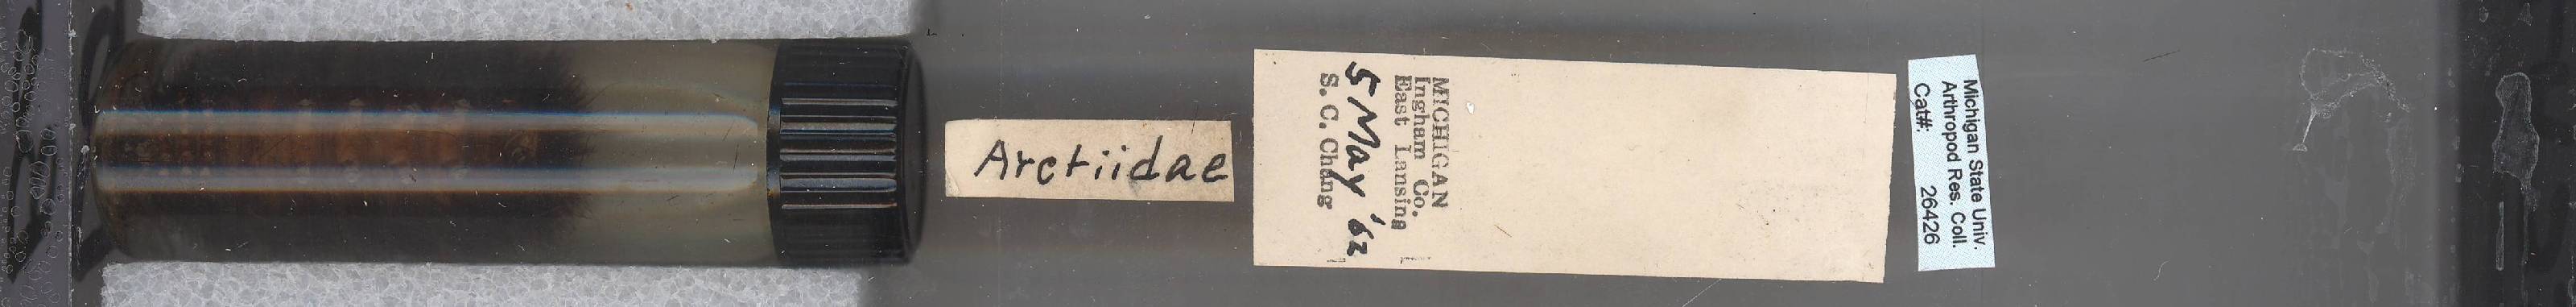 Arctiidae
MICHIGAN
Ingham Co.
East Lansing
5 May '62
S. C. Chang
Michigan State Univ.
Arthropod Res. Coll.
Cat#: 26426